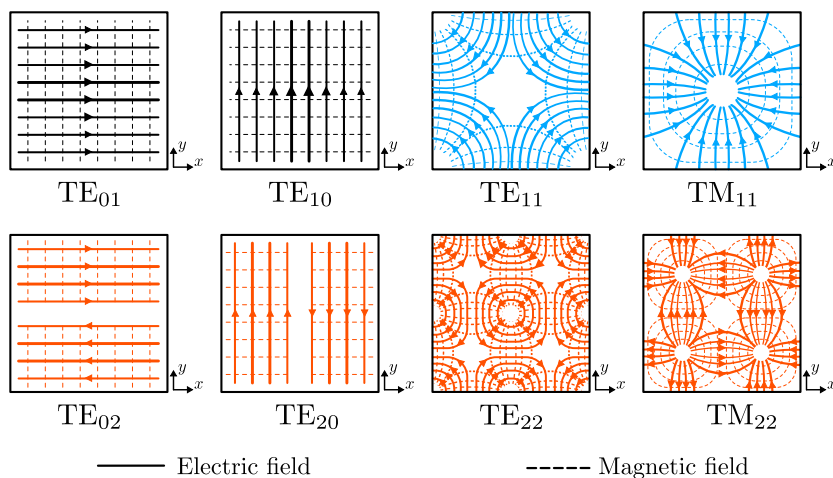 y x y x y x y x
TE₀₁ TE₁₀ TE₁₁ TM₁₁
y x y x y x y x
TE₀₂ TE₂₀ TE₂₂ TM₂₂
Electric field Magnetic field